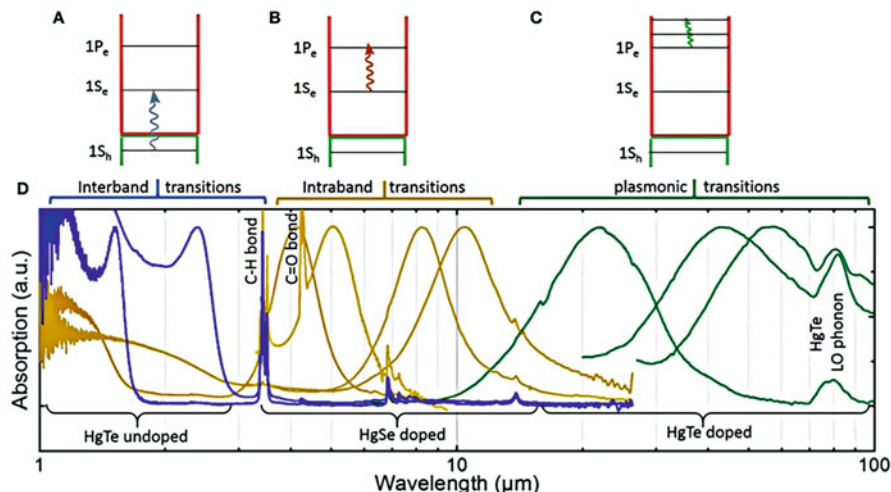 A
B
C
1Pe
1Se
1Sh
1Pe
1Se
1Sh
1Pe
1Se
1Sh
D
Interband transitions
Intraband transitions
plasmonic transitions
Absorption (a.u.)
C-H bond
C=O bond
HgTe
LO phonon
HgTe undoped
HgSe doped
HgTe doped
1
10
100
Wavelength (µm)